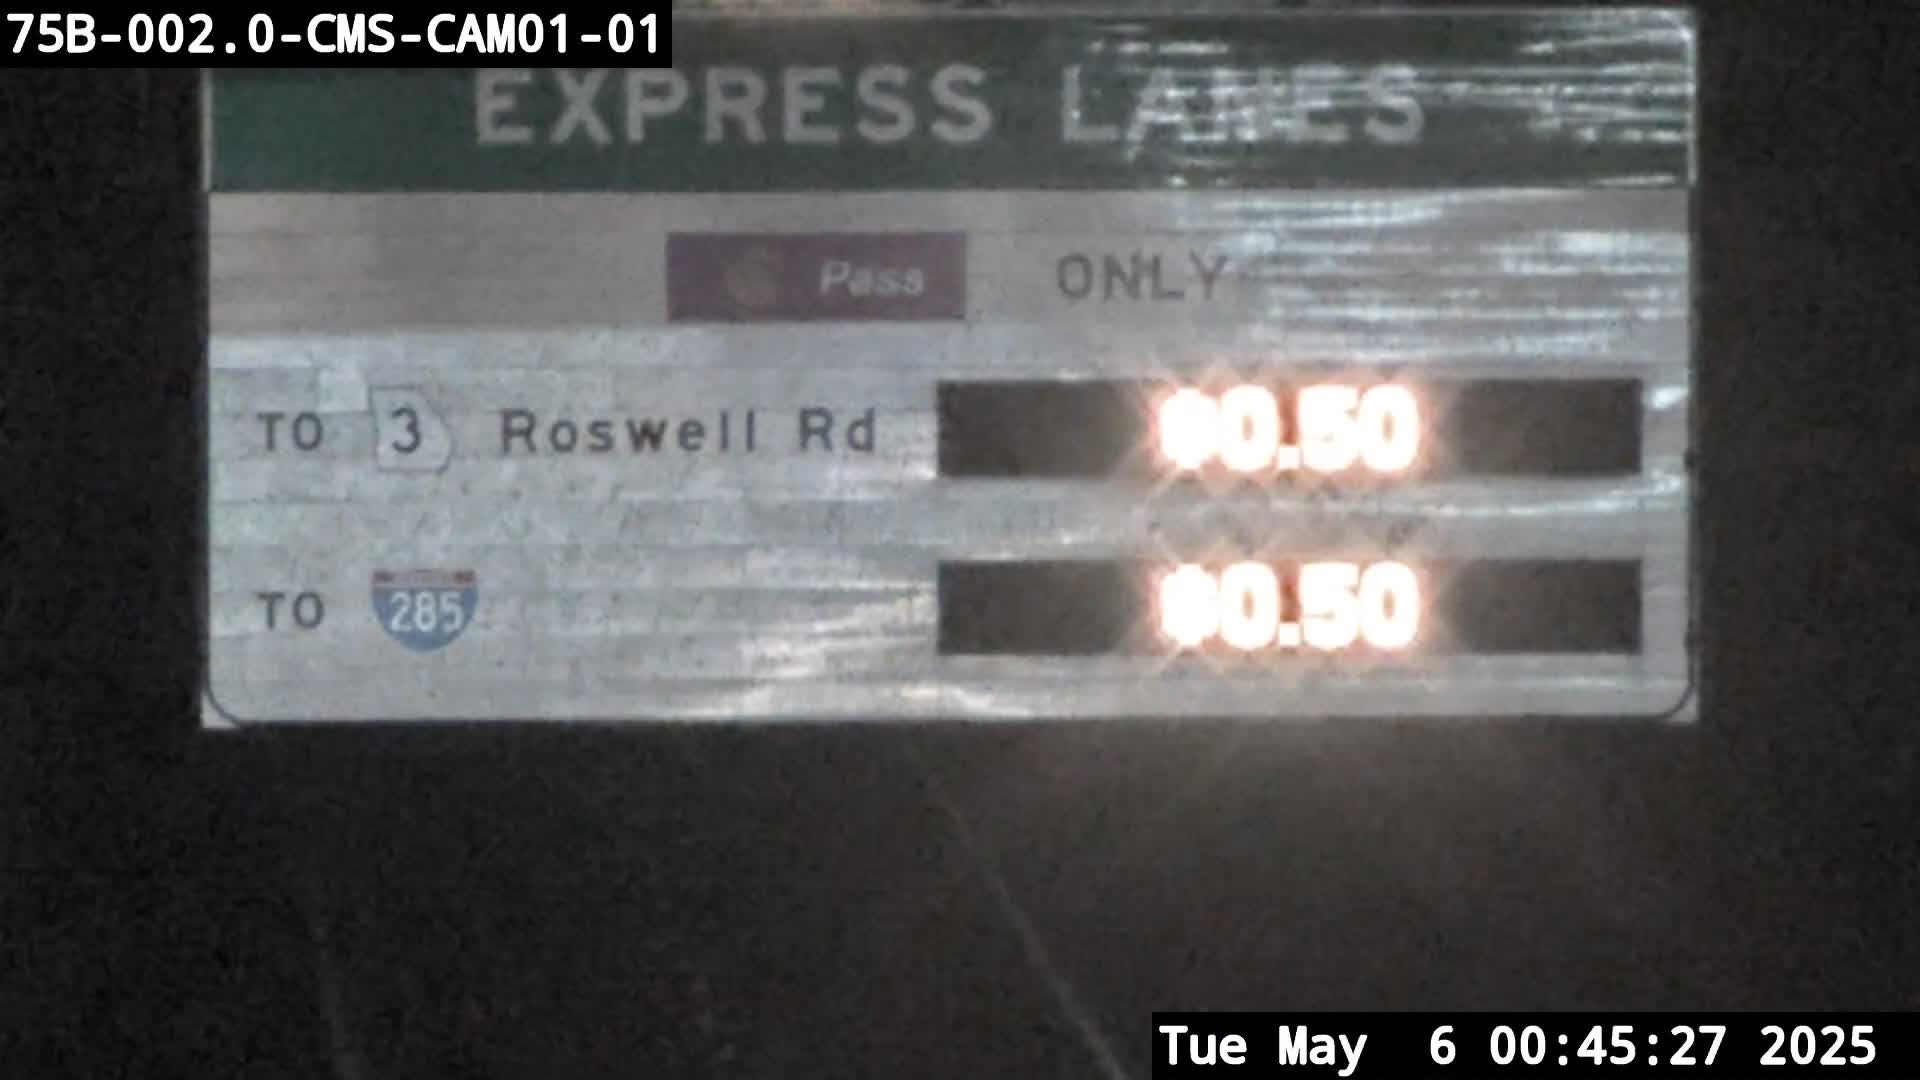 75B-002.0-CMS-CAM01-01
EXPRESS LANES
Pass ONLY
TO 3 Roswell Rd $0.50
TO 285 $0.50
Tue May 6 00:45:27 2025